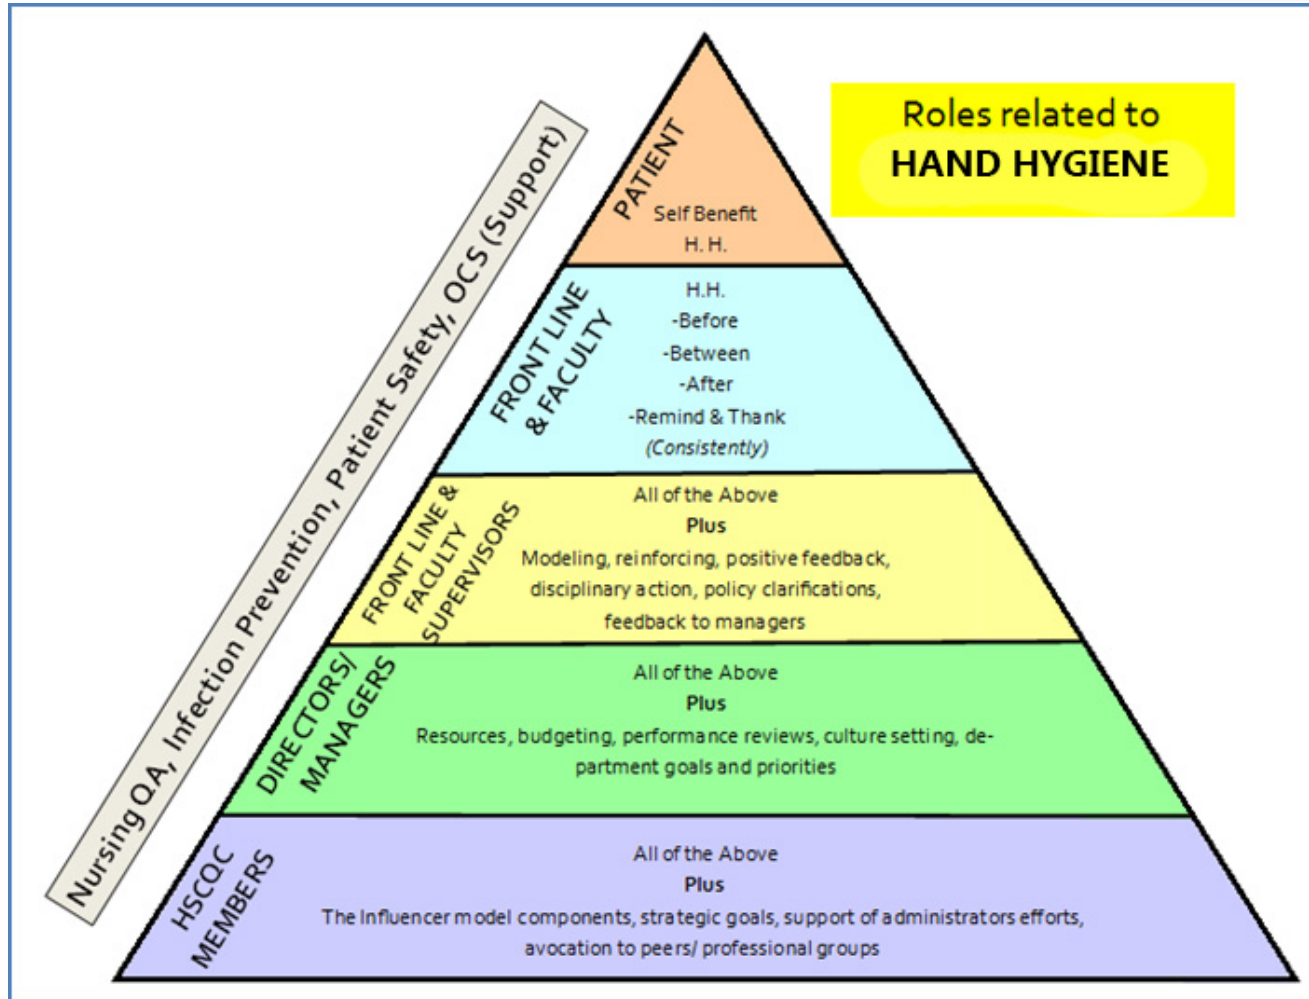 Roles related to
HAND HYGIENE
Nursing QA, Infection Prevention, Patient Safety, OCS (Support)
PATIENT
Self Benefit
H. H.
FRONT LINE
& FACULTY
H.H.
-Before
-Between
-After
-Remind & Thank
(Consistently)
FRONT LINE &
FACULTY
SUPERVISORS
All of the Above
Plus
Modeling, reinforcing, positive feedback,
disciplinary action, policy clarifications,
feedback to managers
DIRECTORS/
MANAGERS
All of the Above
Plus
Resources, budgeting, performance reviews, culture setting, de-
partment goals and priorities
HSCQC
MEMBERS
All of the Above
Plus
The Influencer model components, strategic goals, support of administrators efforts,
avocation to peers/ professional groups